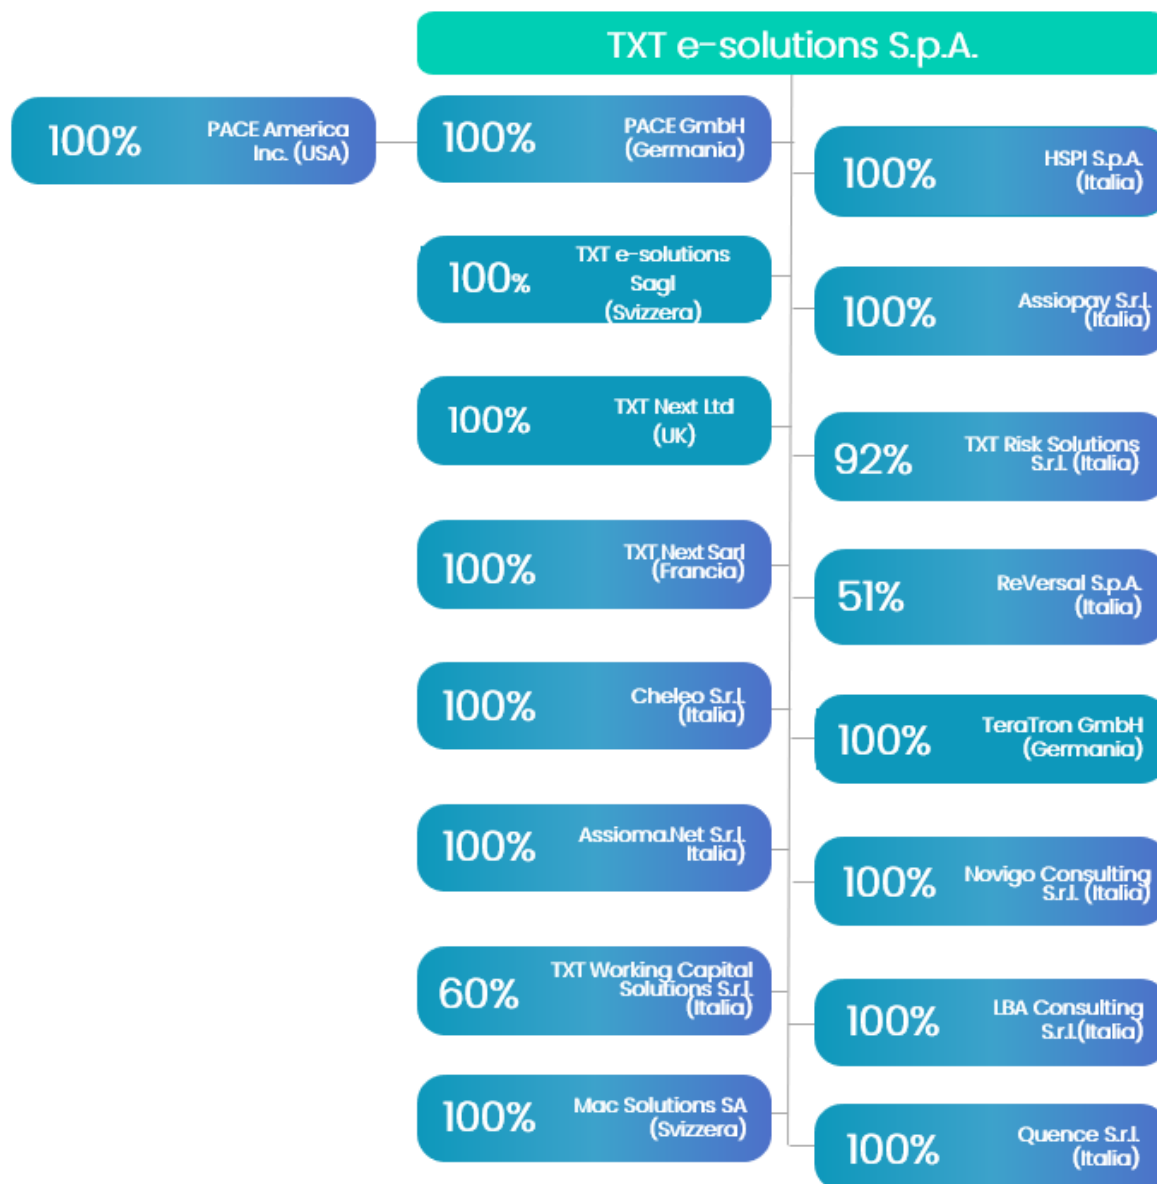 TXT e-solutions S.p.A.
100%
PACE America
Inc. (USA)
100%
PACE GmbH
(Germania)
100%
HSPI S.p.A.
(Italia)
100%
TXT e-solutions
Sagl
(Svizzera)
100%
Assiopay S.r.l.
(Italia)
100%
TXT Next Ltd
(UK)
92%
TXT Risk Solutions
S.r.l. (Italia)
100%
TXT Next Sarl
(Francia)
51%
ReVersal S.p.A.
(Italia)
100%
Cheleo S.r.l.
(Italia)
100%
TeraTron GmbH
(Germania)
100%
Assioma.Net S.r.l.
Italia)
100%
Novigo Consulting
S.r.l. (Italia)
60%
TXT Working Capital
Solutions S.r.l.
(Italia)
100%
LBA Consulting
S.r.l.(Italia)
100%
Mac Solutions SA
(Svizzera)
100%
Quence S.r.l.
(Italia)